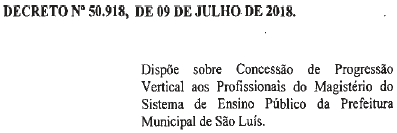 DECRETO Nº 50.918, DE 09 DE JULHO DE 2018.
Dispõe sobre Concessão de Progressão
Vertical aos Profissionais do Magistério do
Sistema de Ensino Público da Prefeitura
Municipal de São Luís.